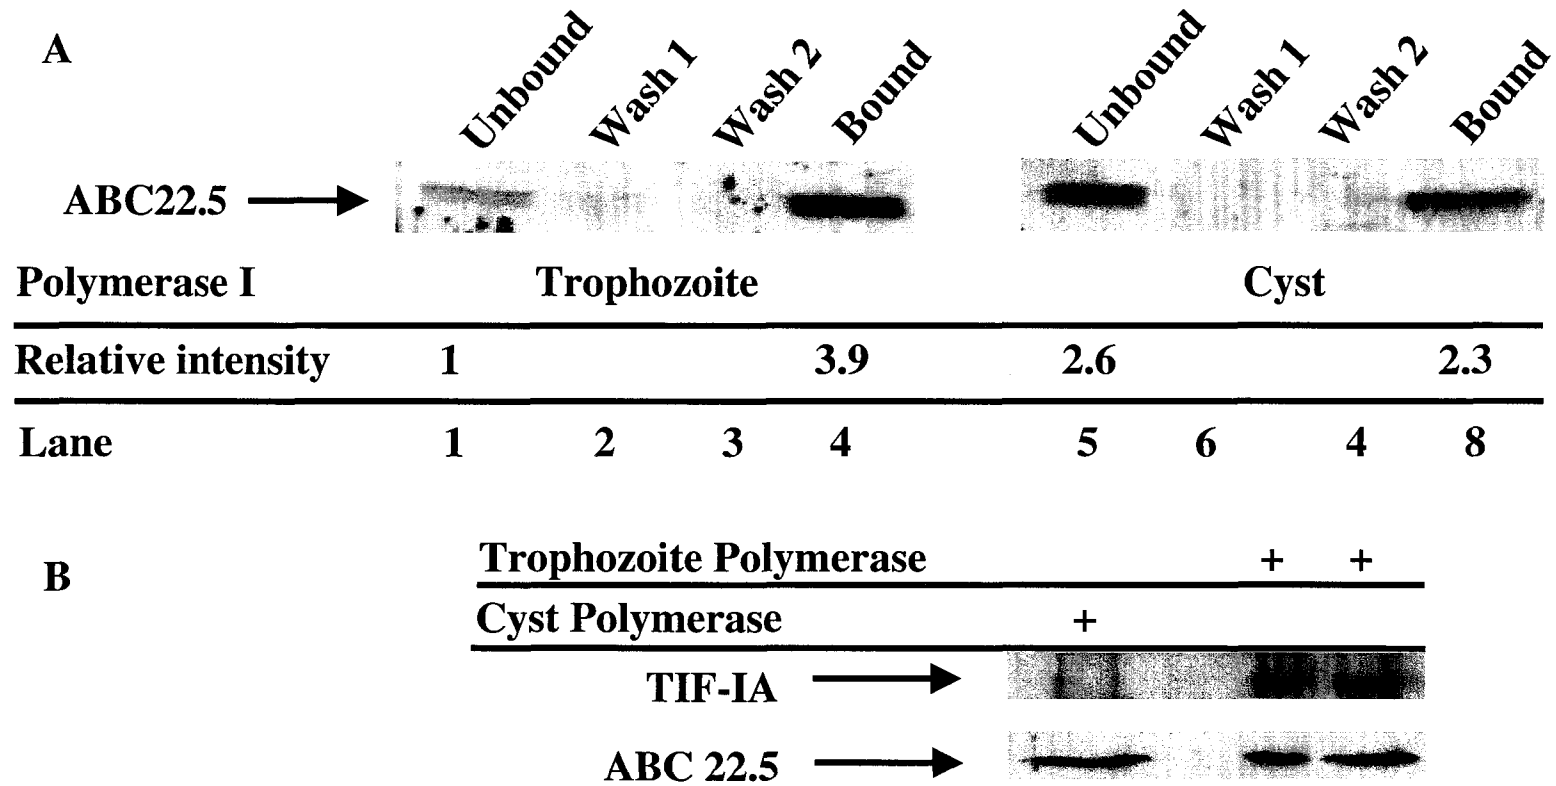 A
Unbound Wash 1 Wash 2 Bound Unbound Wash 1 Wash 2 Bound
ABC22.5
Polymerase I Trophozoite Cyst
Relative intensity 1 3.9 2.6 2.3
Lane 1 2 3 4 5 6 4 8
B
Trophozoite Polymerase + +
Cyst Polymerase +
TIF-IA
ABC 22.5